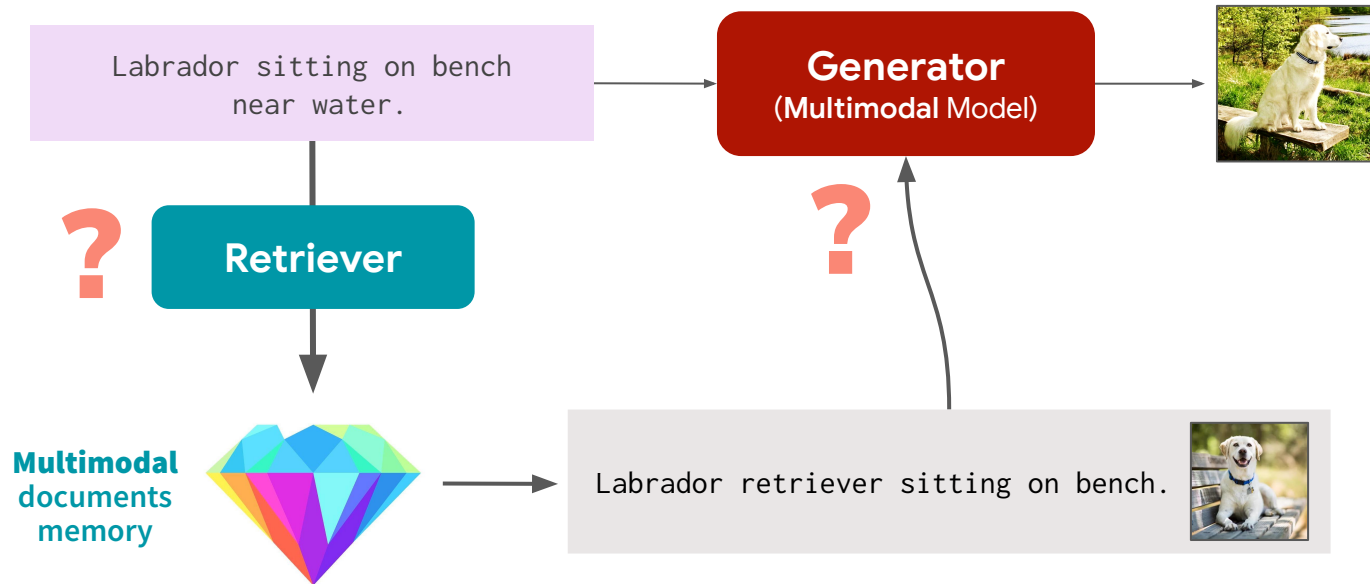 Labrador sitting on bench
near water.
Generator
(Multimodal Model)
?
Retriever
?
Multimodal
documents
memory
Labrador retriever sitting on bench.